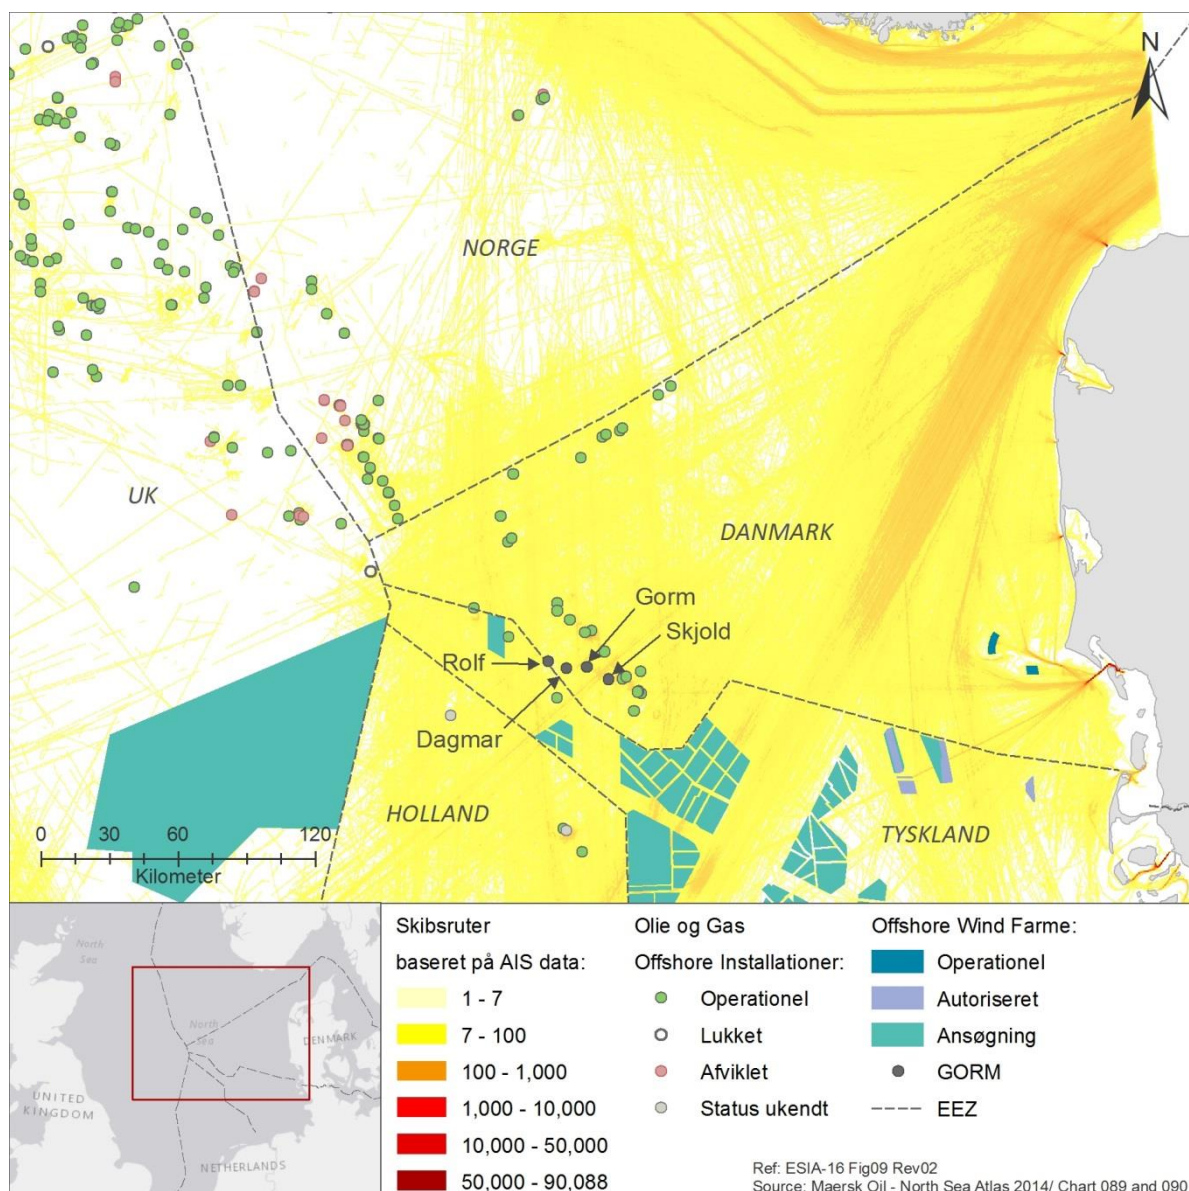 N
NORGE
UK
DANMARK
Gorm
Skjold
Rolf
Dagmar
HOLLAND
TYSKLAND
0 30 60 120
Kilometer
North
Sea
North
Sea
DENMARK
UNITED
KINGDOM
NETHERLANDS
Skibsruter
baseret på AIS data:
1 - 7
7 - 100
100 - 1,000
1,000 - 10,000
10,000 - 50,000
50,000 - 90,088
Olie og Gas
Offshore Installationer:
Operationel
Lukket
Afviklet
Status ukendt
Offshore Wind Farme:
Operationel
Autoriseret
Ansøgning
GORM
EEZ
Ref: ESIA-16 Fig09 Rev02
Source: Maersk Oil - North Sea Atlas 2014/ Chart 089 and 090